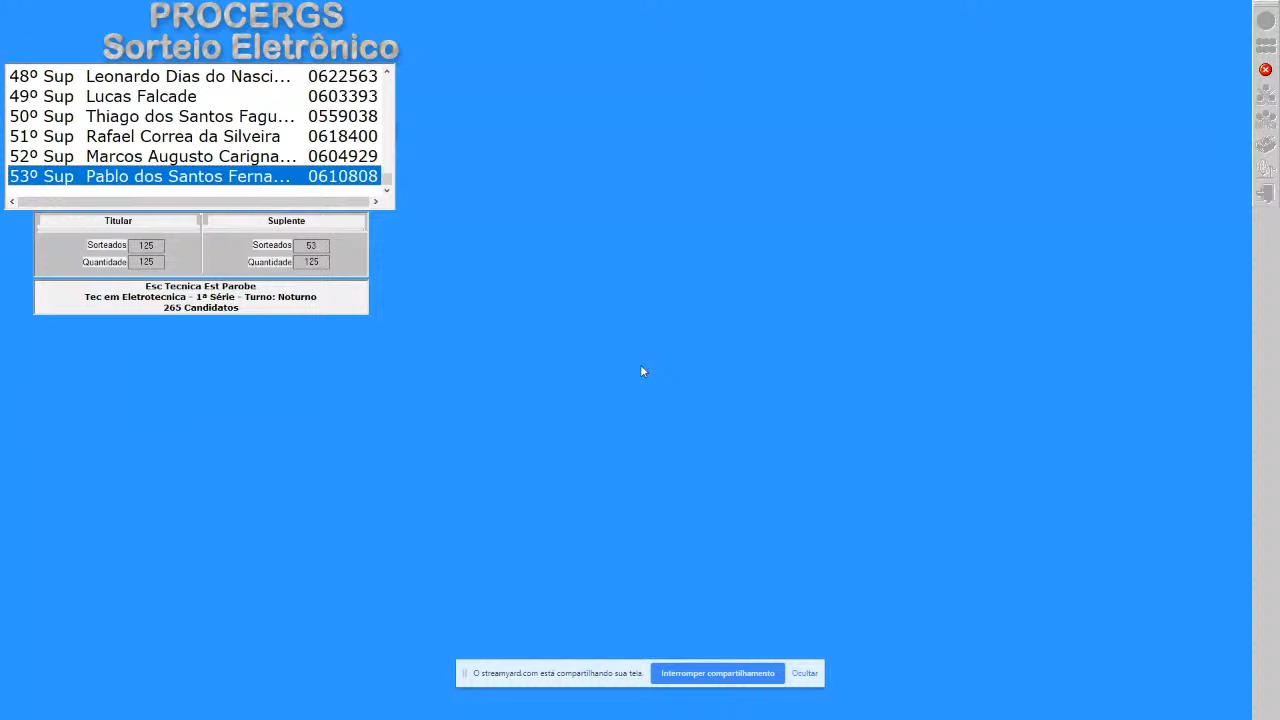 PROCERGS
Sorteio Eletrônico
48º Sup Leonardo Dias do Nasci... 0622563
49º Sup Lucas Falcade 0603393
50º Sup Thiago dos Santos Fagu... 0559038
51º Sup Rafael Correa da Silveira 0618400
52º Sup Marcos Augusto Carigna... 0604929
53º Sup Pablo dos Santos Ferna... 0610808
Titular Suplente
Sorteados 125 Sorteados 53
Quantidade 125 Quantidade 125
Esc Tecnica Est Parobe
Tec em Eletrotecnica - 1ª Série - Turno: Noturno
265 Candidatos
O streamyard.com está compartilhando sua tela. Interromper compartilhamento Ocultar